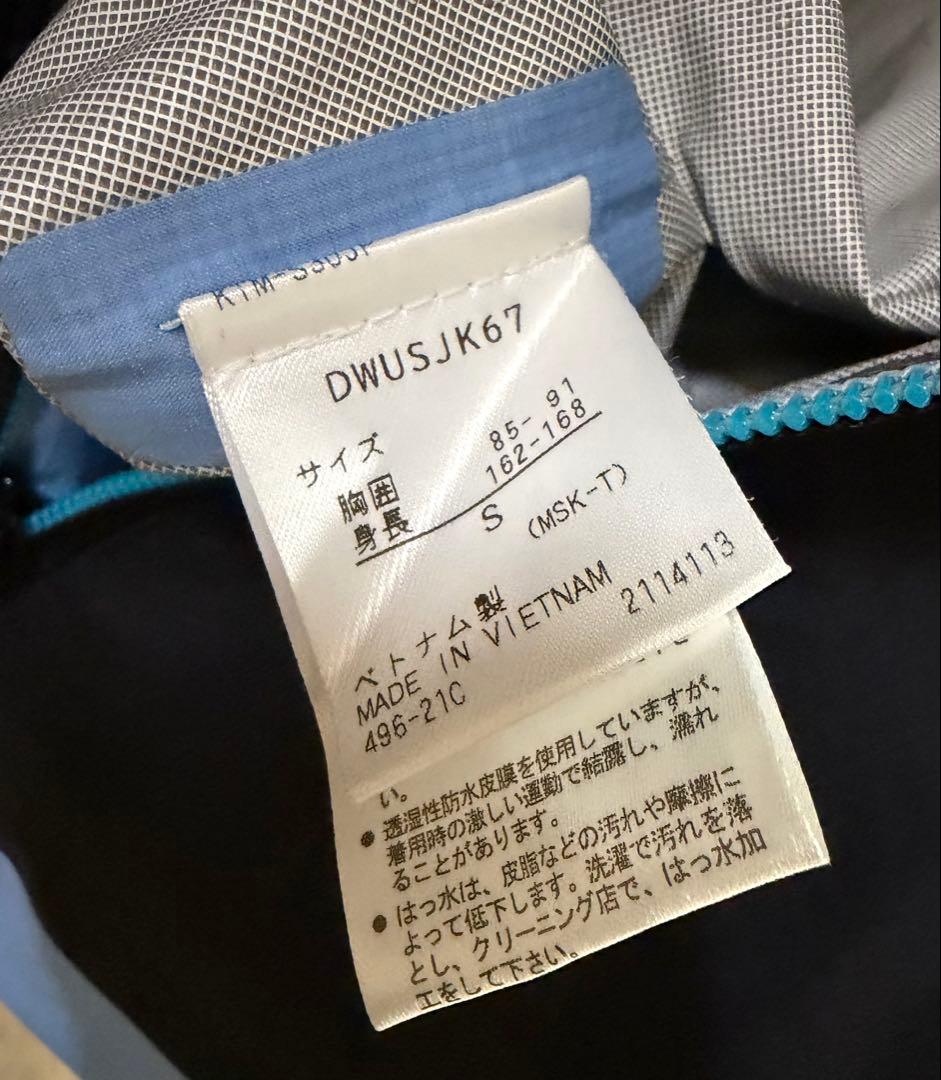 DWUSJK67
サイズ
胸囲 85- 91
身長 162-168
S
(MSK-T)
ベトナム製
MADE IN VIETNAM
496-21C 2114113
い。
● 透湿性防水皮膜を使用していますが、
着用時の激しい運動で結露し、濡れ
ることがあります。
● はっ水は、皮脂などの汚れや摩擦に
よって低下します。洗濯で汚れを落
とし、クリーニング店で、はっ水加
工をして下さい。